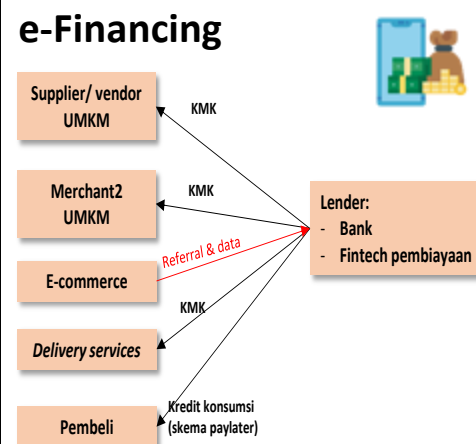 e-Financing
Supplier/ vendor
UMKM
KMK
Merchant2
UMKM
KMK
Lender:
- Bank
- Fintech pembiayaan
Referral & data
E-commerce
KMK
Delivery services
Kredit konsumsi
(skema paylater)
Pembeli